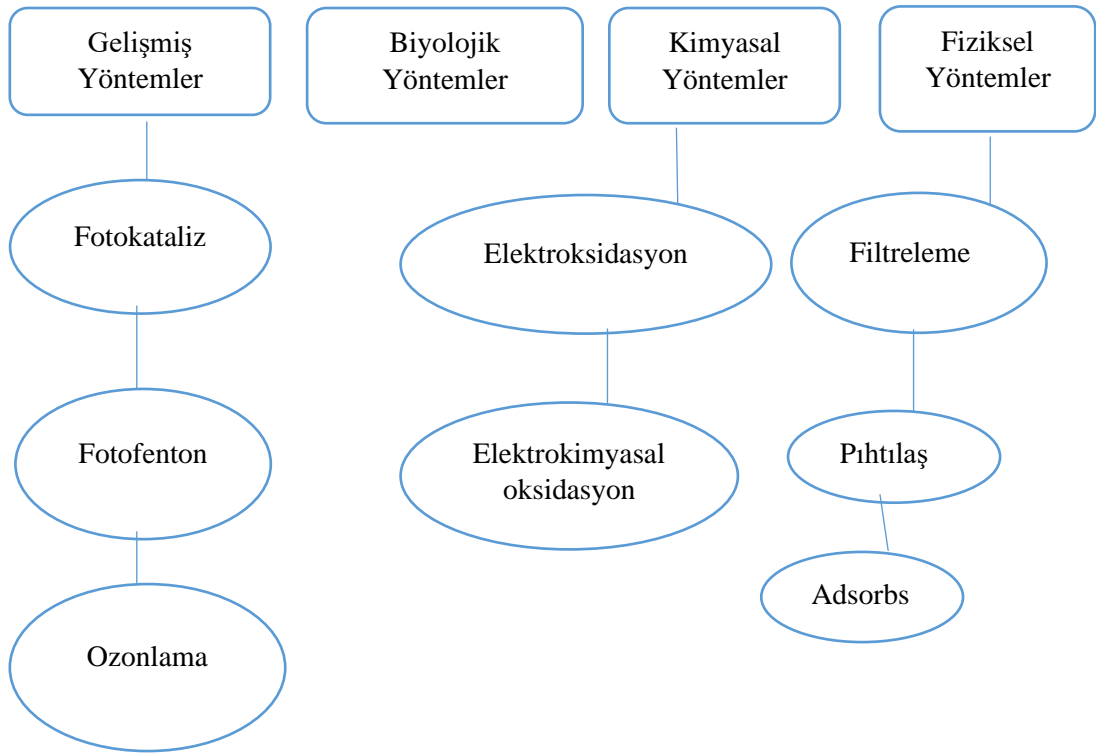 Gelişmiş
Yöntemler
Biyolojik
Yöntemler
Kimyasal
Yöntemler
Fiziksel
Yöntemler
Fotokataliz
Elektroksidasyon
Filtreleme
Fotofenton
Elektrokimyasal
oksidasyon
Pıhtılaş
Adsorbs
Ozonlama